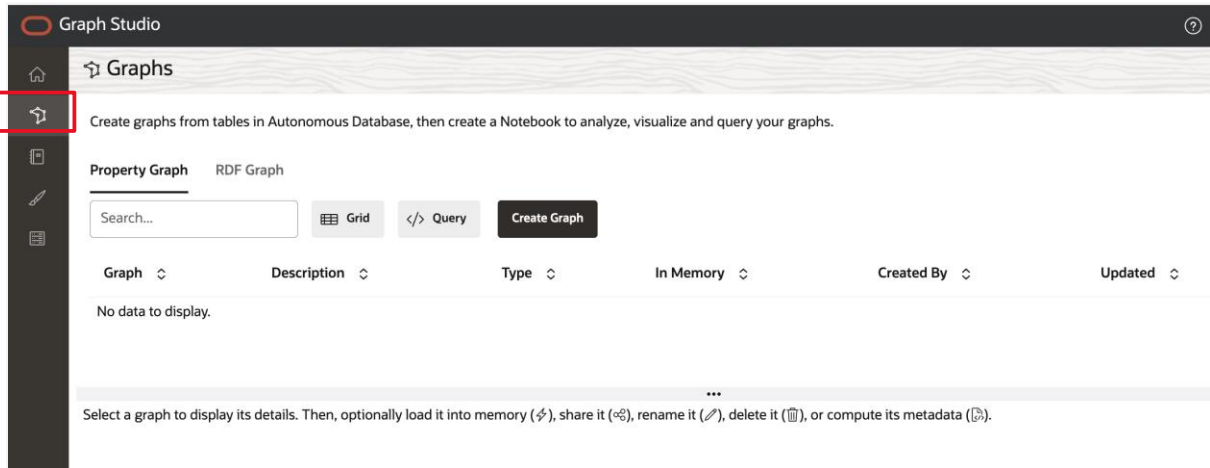 Graph Studio
Graphs
Create graphs from tables in Autonomous Database, then create a Notebook to analyze, visualize and query your graphs.
Property Graph RDF Graph
Search... Grid </> Query Create Graph
Graph Description Type In Memory Created By Updated
No data to display.
Select a graph to display its details. Then, optionally load it into memory (), share it (), rename it (), delete it (), or compute its metadata ().